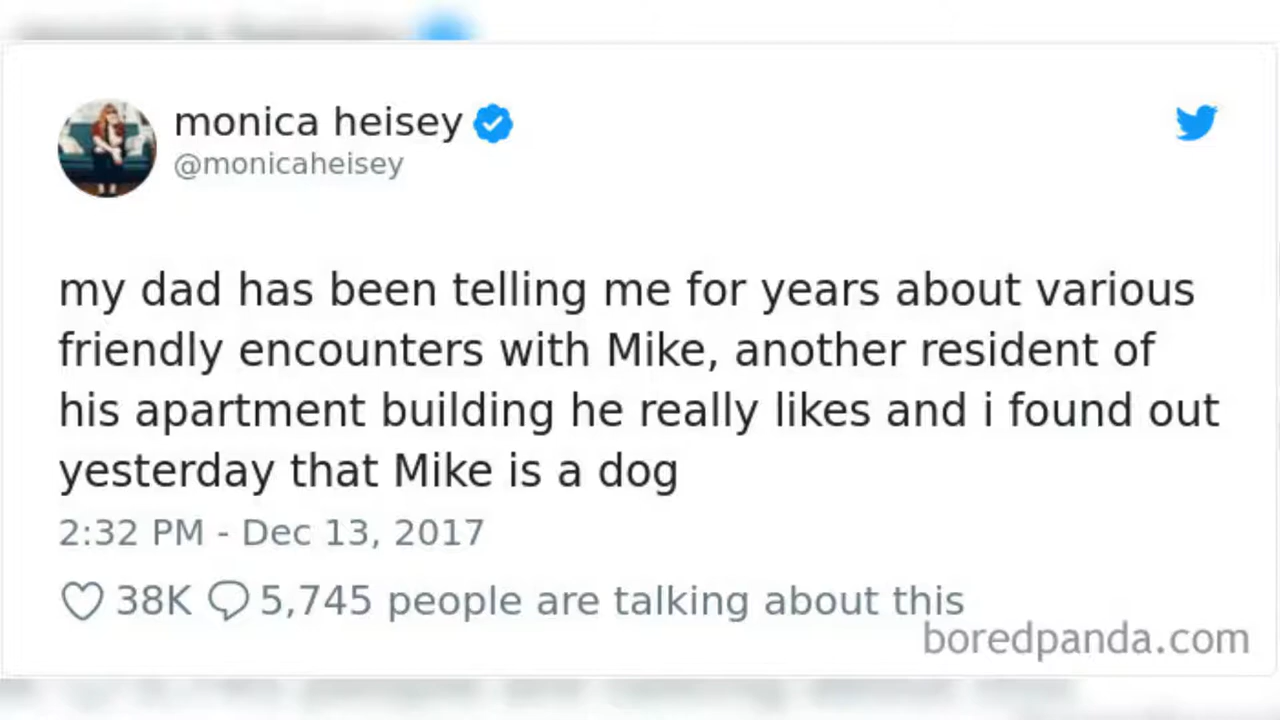 monica heisey
@monicaheisey
my dad has been telling me for years about various
friendly encounters with Mike, another resident of
his apartment building he really likes and i found out
yesterday that Mike is a dog
2:32 PM - Dec 13, 2017
38K 5,745 people are talking about this
boredpanda.com